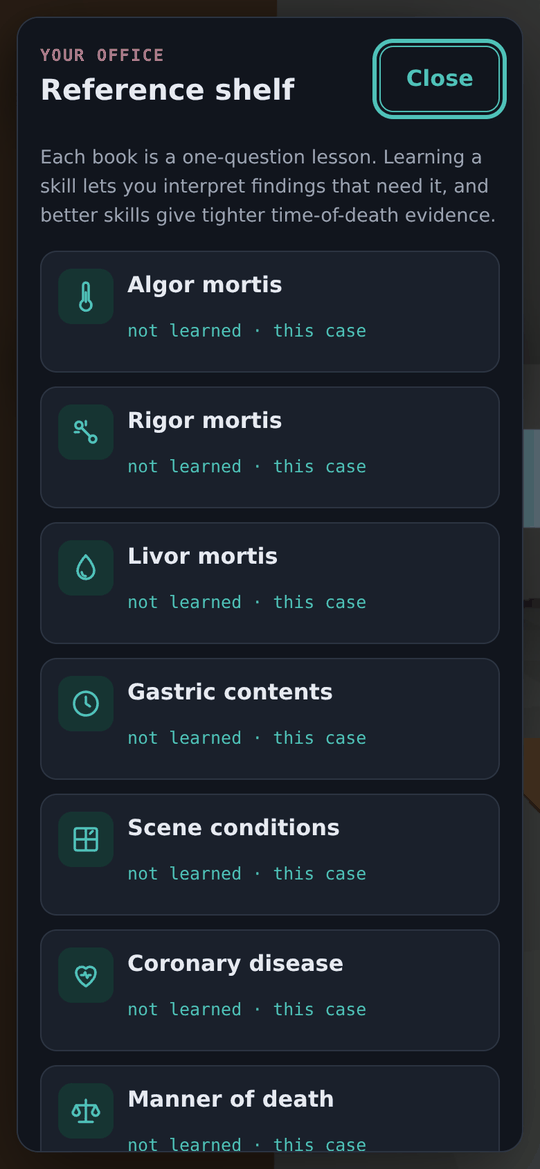 YOUR OFFICE
Reference shelf
Close
Each book is a one-question lesson. Learning a
skill lets you interpret findings that need it, and
better skills give tighter time-of-death evidence.
Algor mortis
not learned · this case
Rigor mortis
not learned · this case
Livor mortis
not learned · this case
Gastric contents
not learned · this case
Scene conditions
not learned · this case
Coronary disease
not learned · this case
Manner of death
not learned · this case